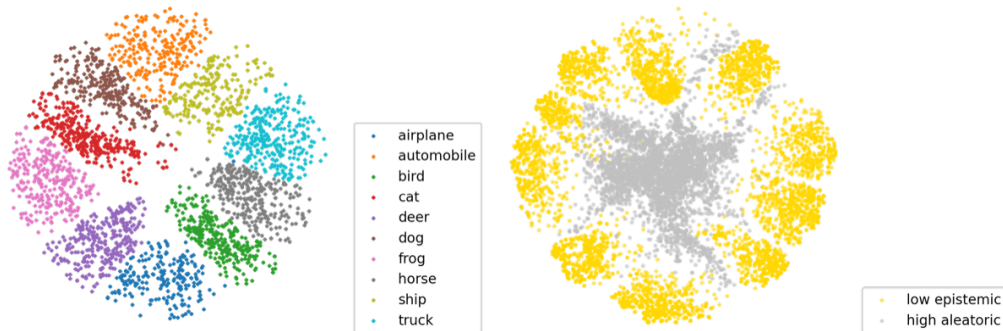 airplane
automobile
bird
cat
deer
dog
frog
horse
ship
truck
low epistemic
high aleatoric